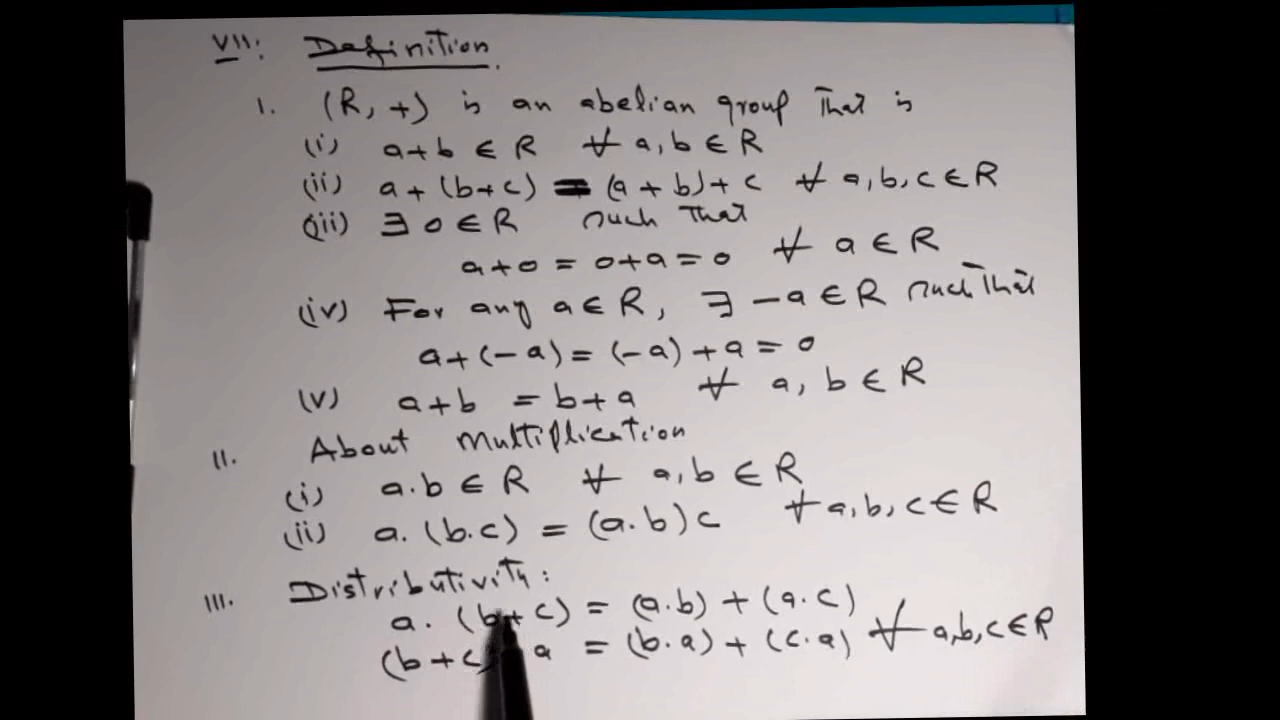 VII: Definition.
1. (R, +) is an abelian group That is
(i) a+b ∈ R ∀ a, b ∈ R
(ii) a + (b+c) = (a + b) + c ∀ a, b, c ∈ R
(iii) ∃ 0 ∈ R such That
a+0 = 0+a = 0 ∀ a ∈ R
(iv) For any a ∈ R, ∃ -a ∈ R such That
a + (-a) = (-a) + a = 0
(v) a+b = b+a ∀ a, b ∈ R
II. About Multiplication
(i) a.b ∈ R ∀ a, b ∈ R
(ii) a. (b.c) = (a.b) c ∀ a, b, c ∈ R
III. Distributivity:
a. (b+c) = (a.b) + (a.c)
(b+c) a = (b.a) + (c.a) ∀ a,b,c ∈ R